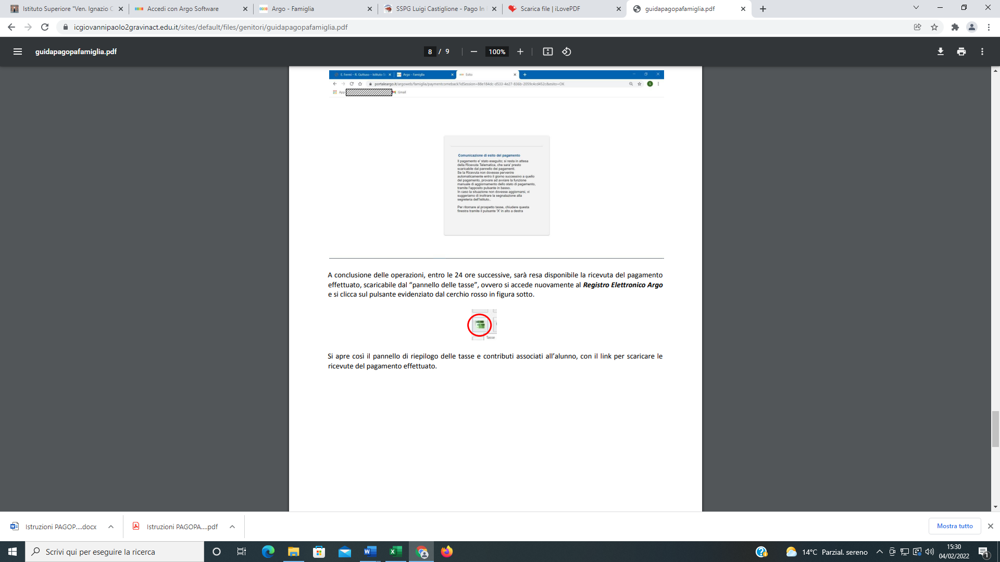 Istituto Superiore "Ven. Ignazio C
Accedi con Argo Software
Argo - Famiglia
SSPG Luigi Castiglione - Pago In
Scarica file | iLovePDF
guidapagopafamiglia.pdf
icgiovannipaolo2gravinact.edu.it/sites/default/files/genitori/guidapagopafamiglia.pdf
guidapagopafamiglia.pdf
8 / 9
100%
E. Fermi – R. Guttuso – Istituto S
Argo - Famiglia
Esito
portaleargo.it/argoweb/famiglia/paymentcomeback?idSession=88e184dc-d533-4e27-836b-2059c4cd452c&esito=OK
App
Gmail
Comunicazione di esito del pagamento
Il pagamento e' stato eseguito; si resta in attesa
della Ricevuta Telematica, che sara' presto
scaricabile dal pannello dei pagamenti.
Se la Ricevuta non dovesse pervenire
automaticamente entro il giorno successivo a quello
del pagamento, provare ad avviare la funzione
manuale di aggiornamento dello stato di pagamento,
tramite l'apposito pulsante in basso.
In caso la situazione non dovesse aggiornarsi, vi
suggeriamo di inoltrare la segnalazione alla
segreteria dell'Istituto..
Per ritornare al prospetto tasse, chiudere questa
finestra tramite il pulsante 'X' in alto a destra
A conclusione delle operazioni, entro le 24 ore successive, sarà resa disponibile la ricevuta del pagamento
effettuato, scaricabile dal “pannello delle tasse”, ovvero si accede nuovamente al Registro Elettronico Argo
e si clicca sul pulsante evidenziato dal cerchio rosso in figura sotto.
Tasse
Si apre così il pannello di riepilogo delle tasse e contributi associati all’alunno, con il link per scaricare le
ricevute del pagamento effettuato.
Istruzioni PAGOP....docx
Istruzioni PAGOPA....pdf
Mostra tutto
Scrivi qui per eseguire la ricerca
14°C Parzial. sereno
15:30
04/02/2022
1